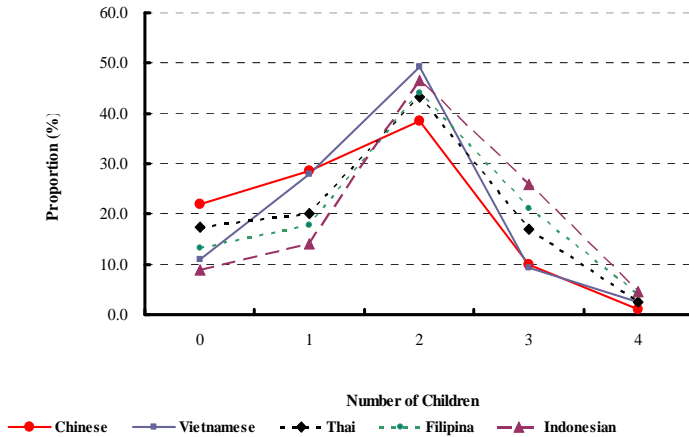 60.0
50.0
40.0
30.0
20.0
10.0
0.0
Proportion (%)
0 1 2 3 4
Number of Children
Chinese Vietnamese Thai Filipina Indonesian